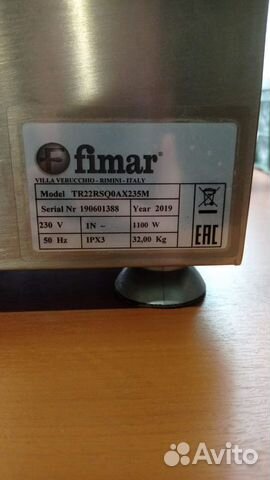 F fimar®
VILLA VERUCCHIO - RIMINI - ITALY
Model TR22RSQ0AX235M
Serial Nr 190601388 Year 2019
230 V 1N ~ 1100 W
50 Hz IPX3 32,00 Kg
EAC
Avito